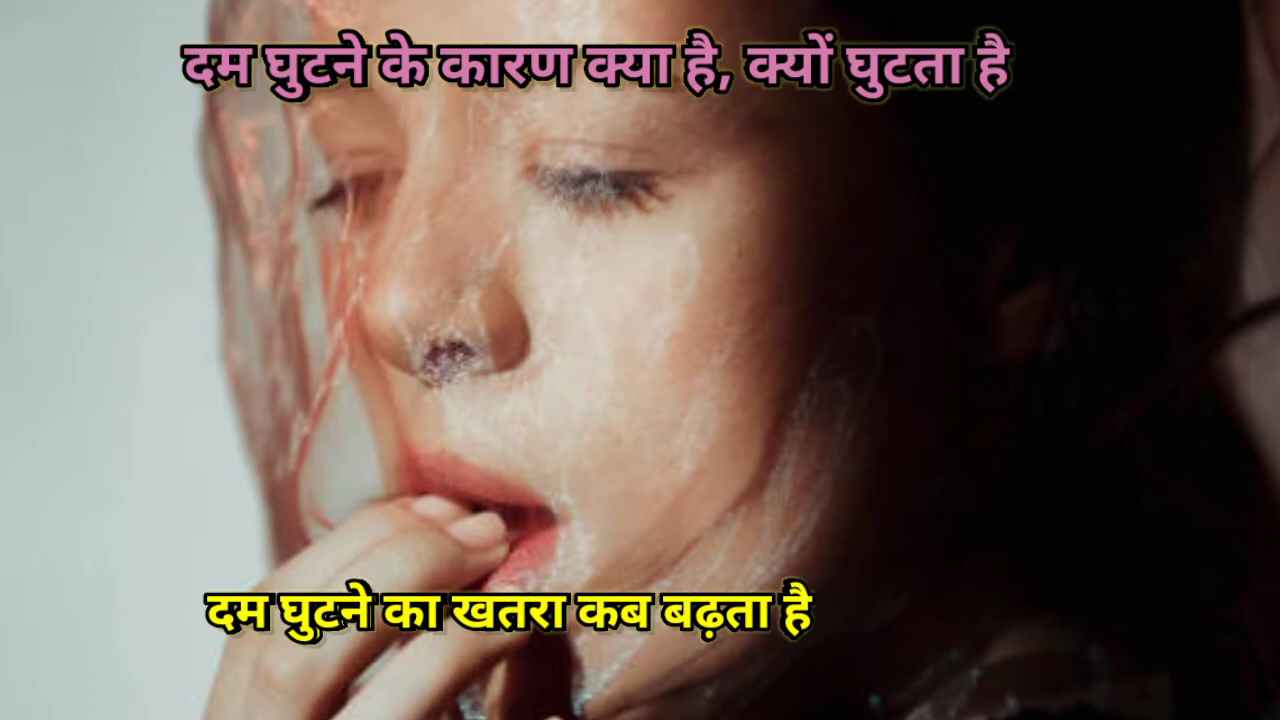 दम घुटने के कारण क्या है, क्यों घुटता है
दम घुटने का खतरा कब बढ़ता है